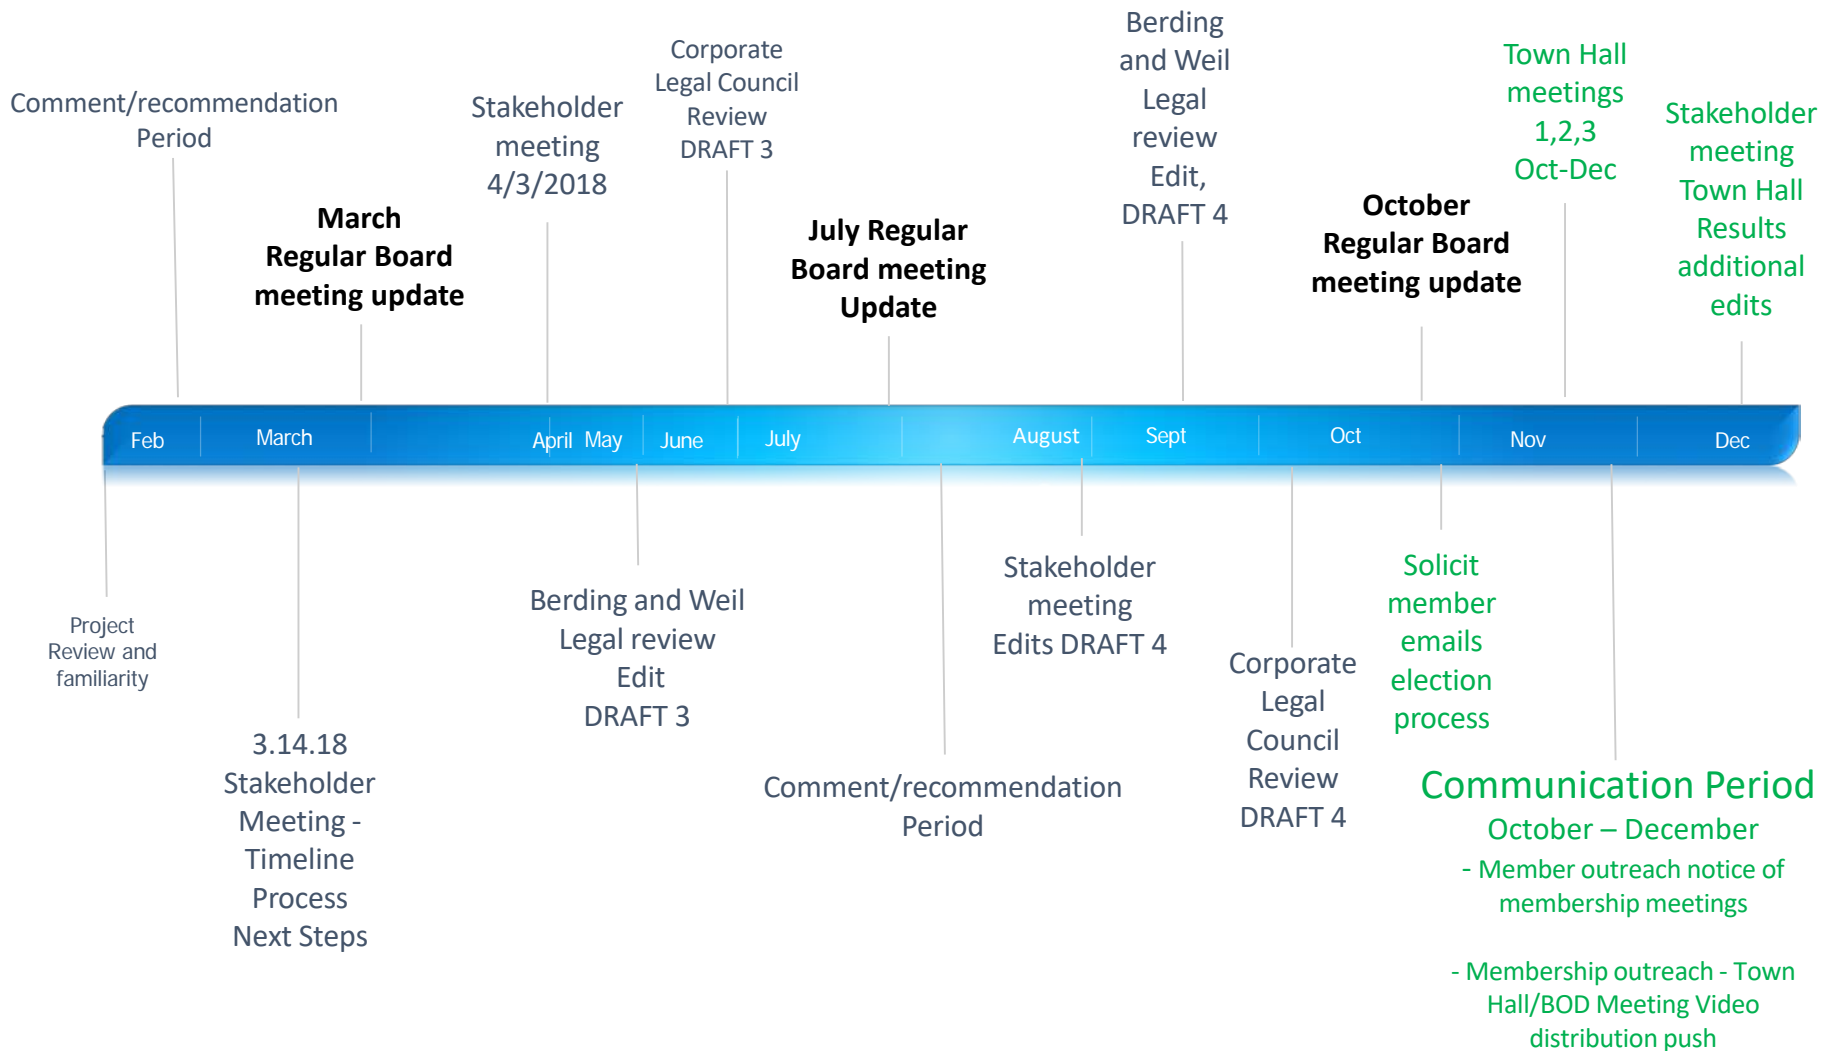 Comment/recommendation
Period
March
Regular Board
meeting update
Stakeholder
meeting
4/3/2018
Corporate
Legal Council
Review
DRAFT 3
July Regular
Board meeting
Update
Berding
and Weil
Legal
review
Edit,
DRAFT 4
October
Regular Board
meeting update
Town Hall
meetings
1,2,3
Oct-Dec
Stakeholder
meeting
Town Hall
Results
additional
edits
Feb
March
April
May
June
July
August
Sept
Oct
Nov
Dec
Project
Review and
familiarity
3.14.18
Stakeholder
Meeting -
Timeline
Process
Next Steps
Berding and Weil
Legal review
Edit
DRAFT 3
Comment/recommendation
Period
Stakeholder
meeting
Edits DRAFT 4
Corporate
Legal
Council
Review
DRAFT 4
Solicit
member
emails
election
process
Communication Period
October – December
- Member outreach notice of
membership meetings
- Membership outreach - Town
Hall/BOD Meeting Video
distribution push